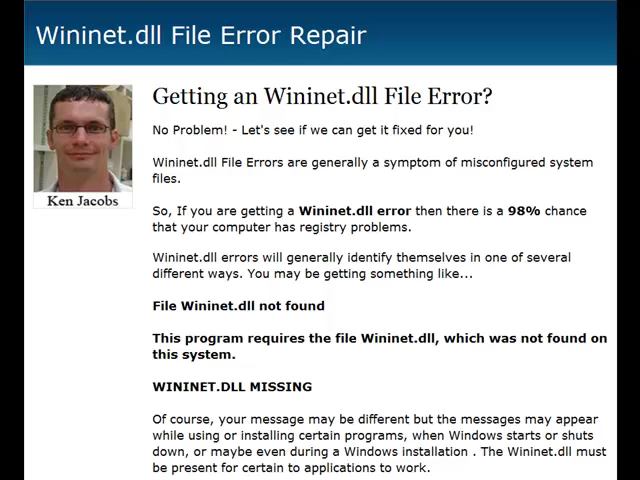 Wininet.dll File Error Repair
Getting an Wininet.dll File Error?
No Problem! - Let's see if we can get it fixed for you!
Wininet.dll File Errors are generally a symptom of misconfigured system
files.
Ken Jacobs
So, If you are getting a Wininet.dll error then there is a 98% chance
that your computer has registry problems.
Wininet.dll errors will generally identify themselves in one of several
different ways. You may be getting something like...
File Wininet.dll not found
This program requires the file Wininet.dll, which was not found on
this system.
WININET.DLL MISSING
Of course, your message may be different but the messages may appear
while using or installing certain programs, when Windows starts or shuts
down, or maybe even during a Windows installation . The Wininet.dll must
be present for certain to applications to work.